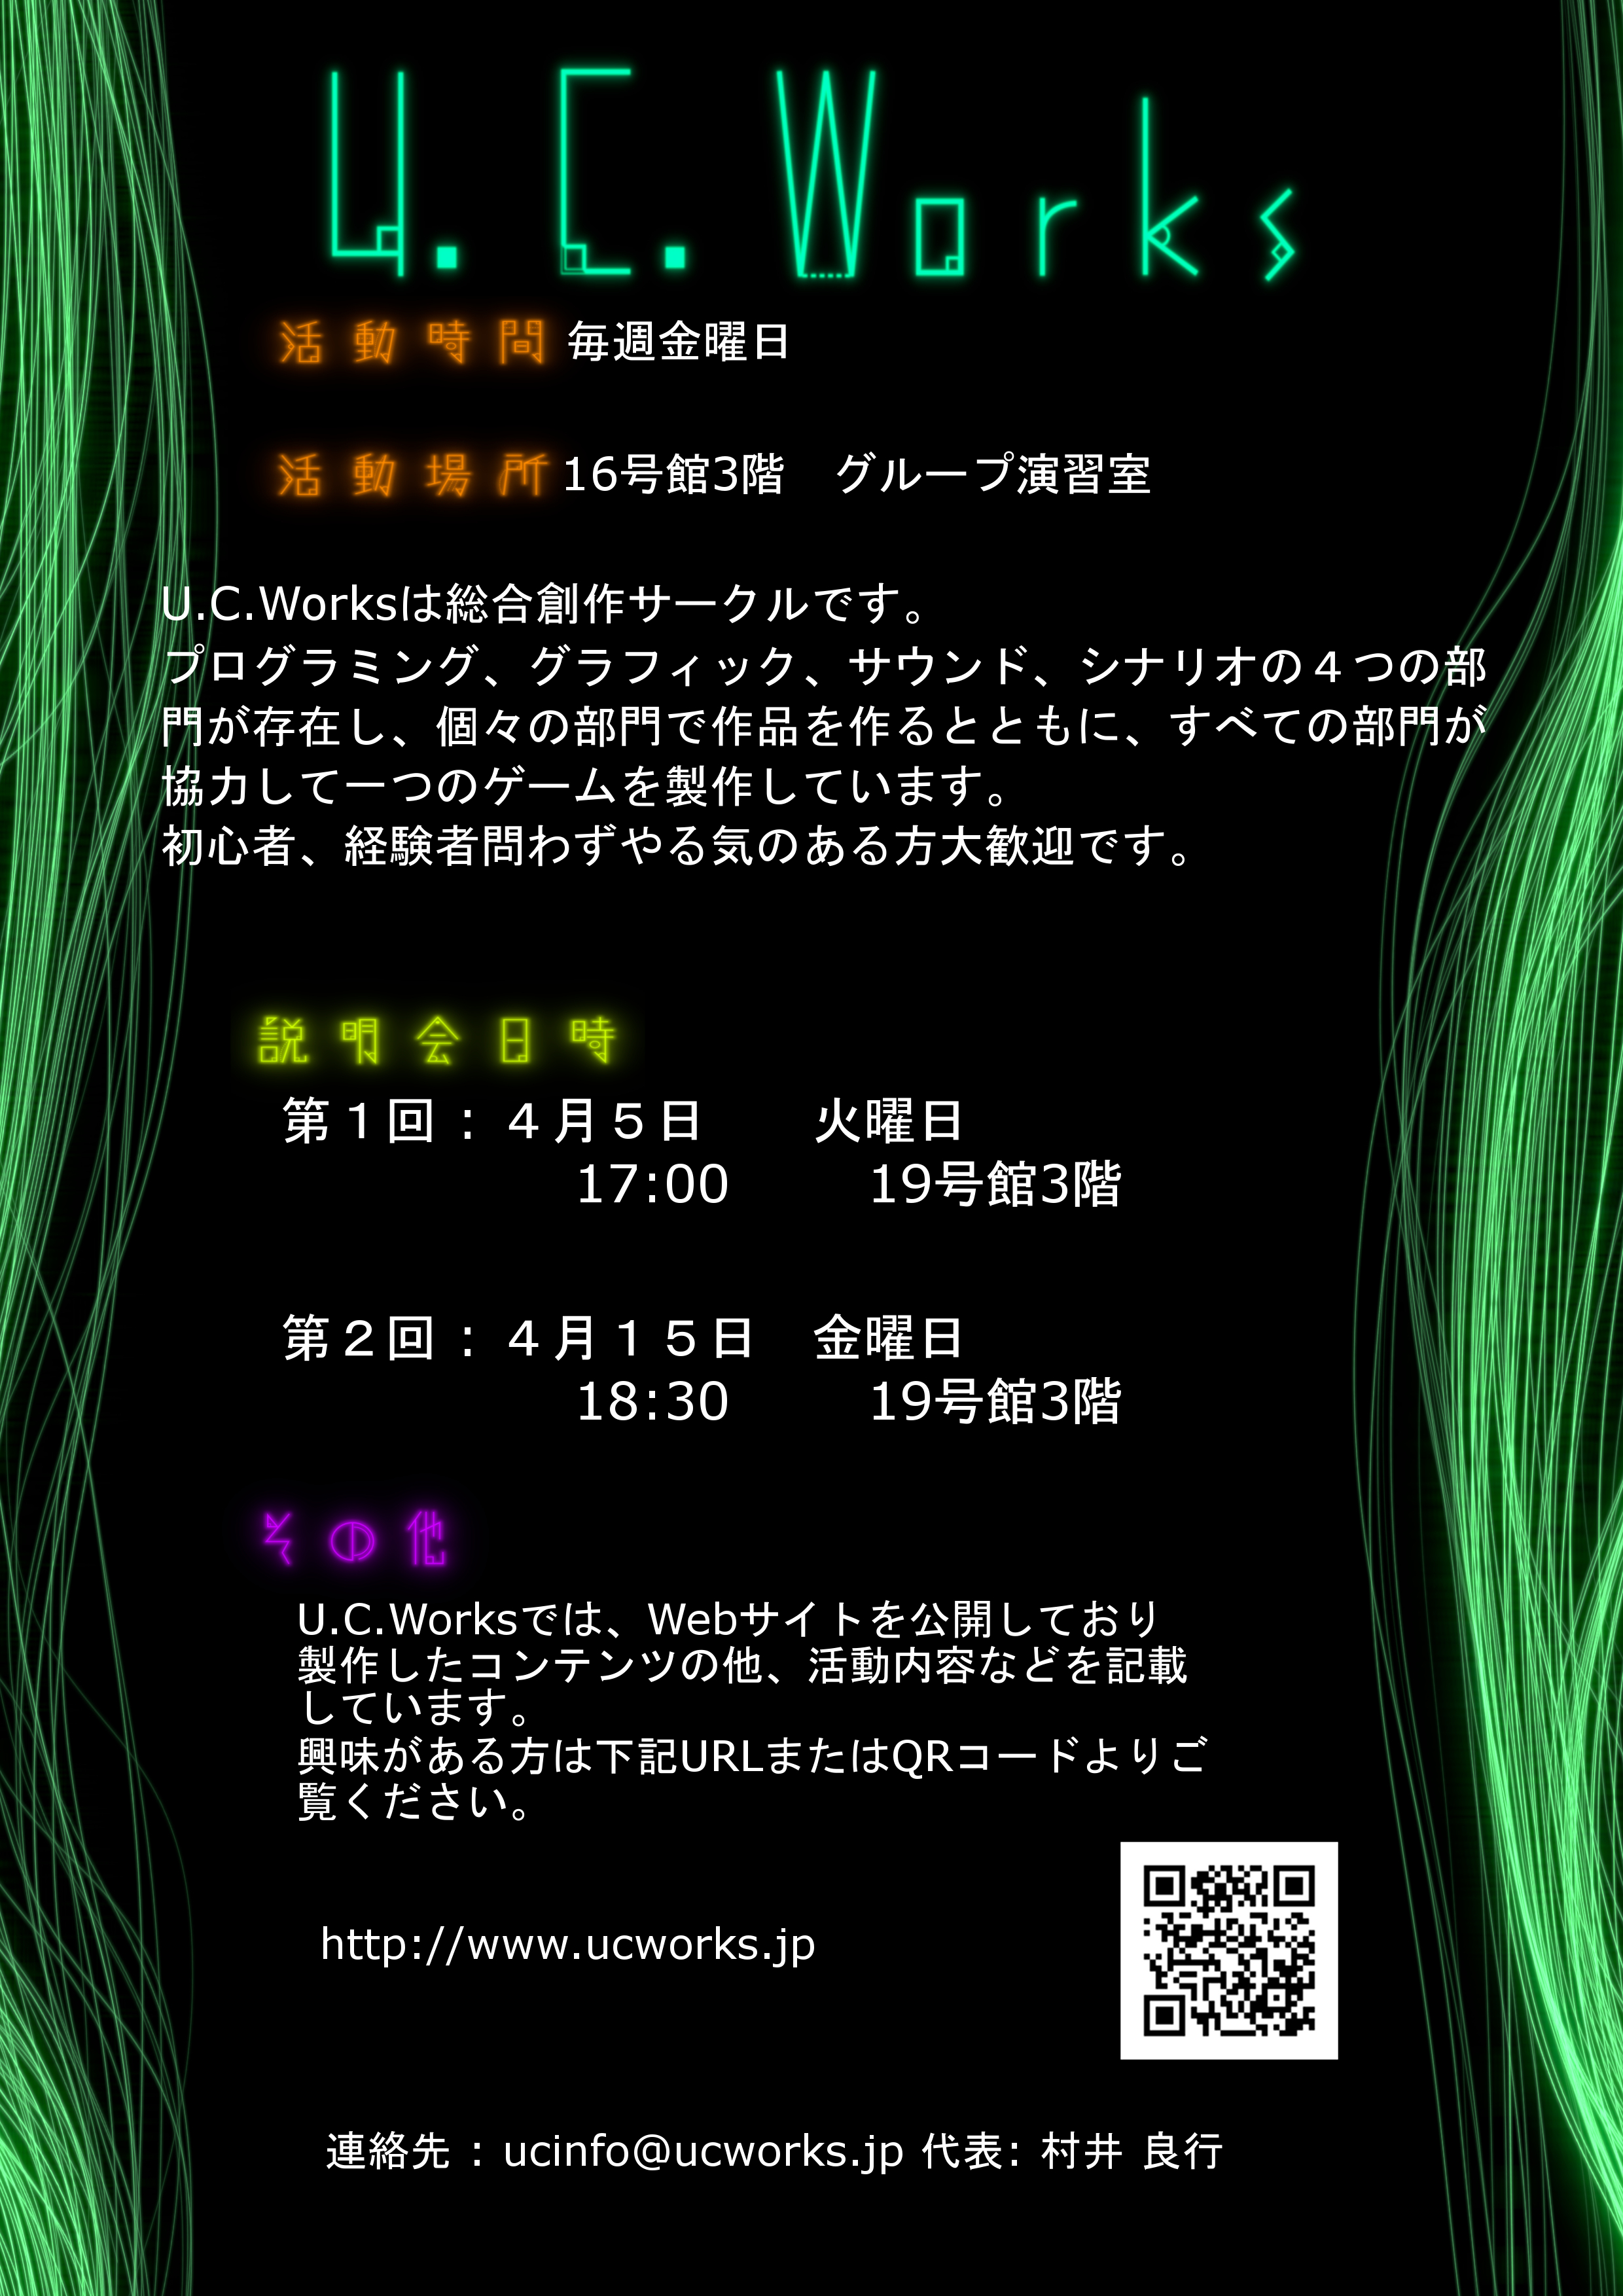 U.C.Works
活動時間 毎週金曜日
活動場所 16号館3階　グループ演習室
U.C.Worksは総合創作サークルです。
プログラミング、グラフィック、サウンド、シナリオの４つの部
門が存在し、個々の部門で作品を作るとともに、すべての部門が
協力して一つのゲームを製作しています。
初心者、経験者問わずやる気のある方大歓迎です。
説明会日時
第１回：４月５日　　火曜日
17:00　　19号館3階
第２回：４月１５日　金曜日
18:30　　19号館3階
その他
U.C.Worksでは、Webサイトを公開しており
製作したコンテンツの他、活動内容などを記載
しています。
興味がある方は下記URLまたはQRコードよりご
覧ください。
http://www.ucworks.jp
連絡先：ucinfo@ucworks.jp 代表: 村井 良行